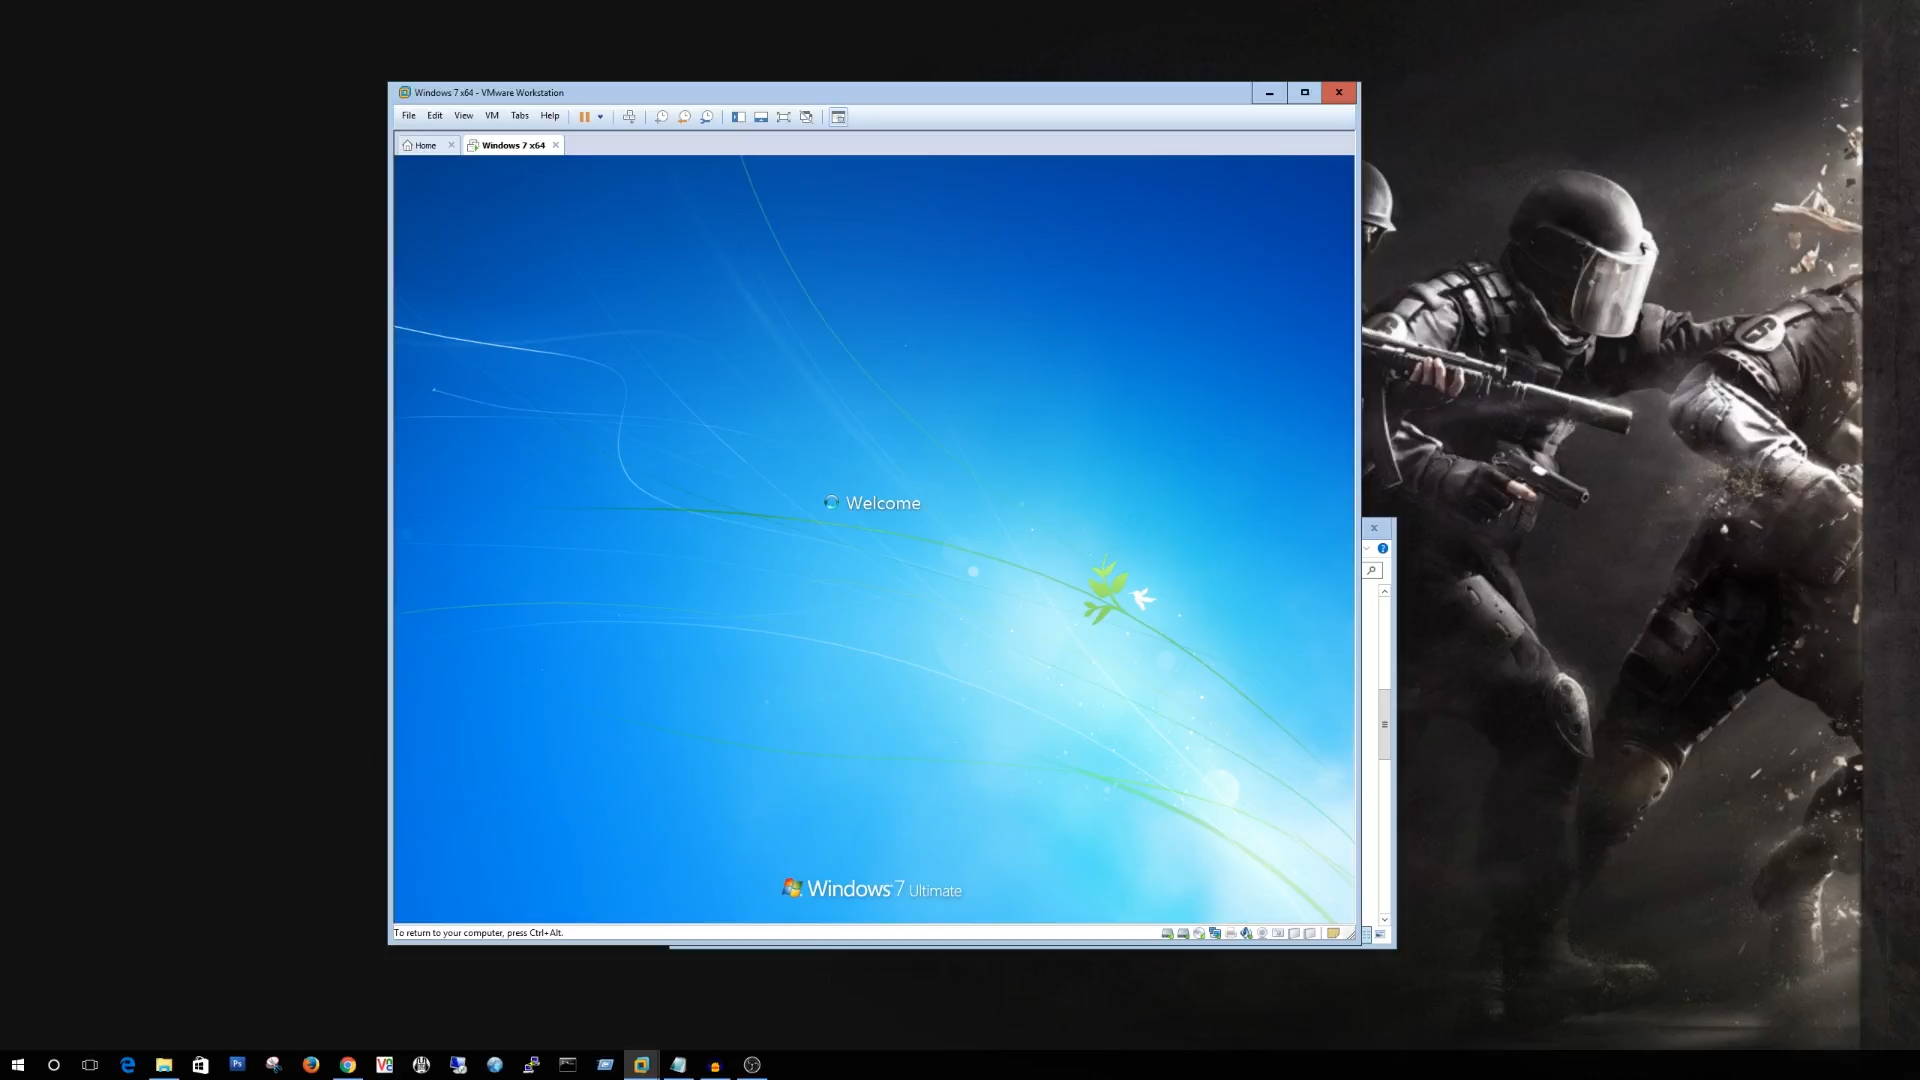 Windows 7 x64 - VMware Workstation
File Edit View VM Tabs Help
Home Windows 7 x64
Welcome
Windows 7 Ultimate
To return to your computer, press Ctrl+Alt.
Ps